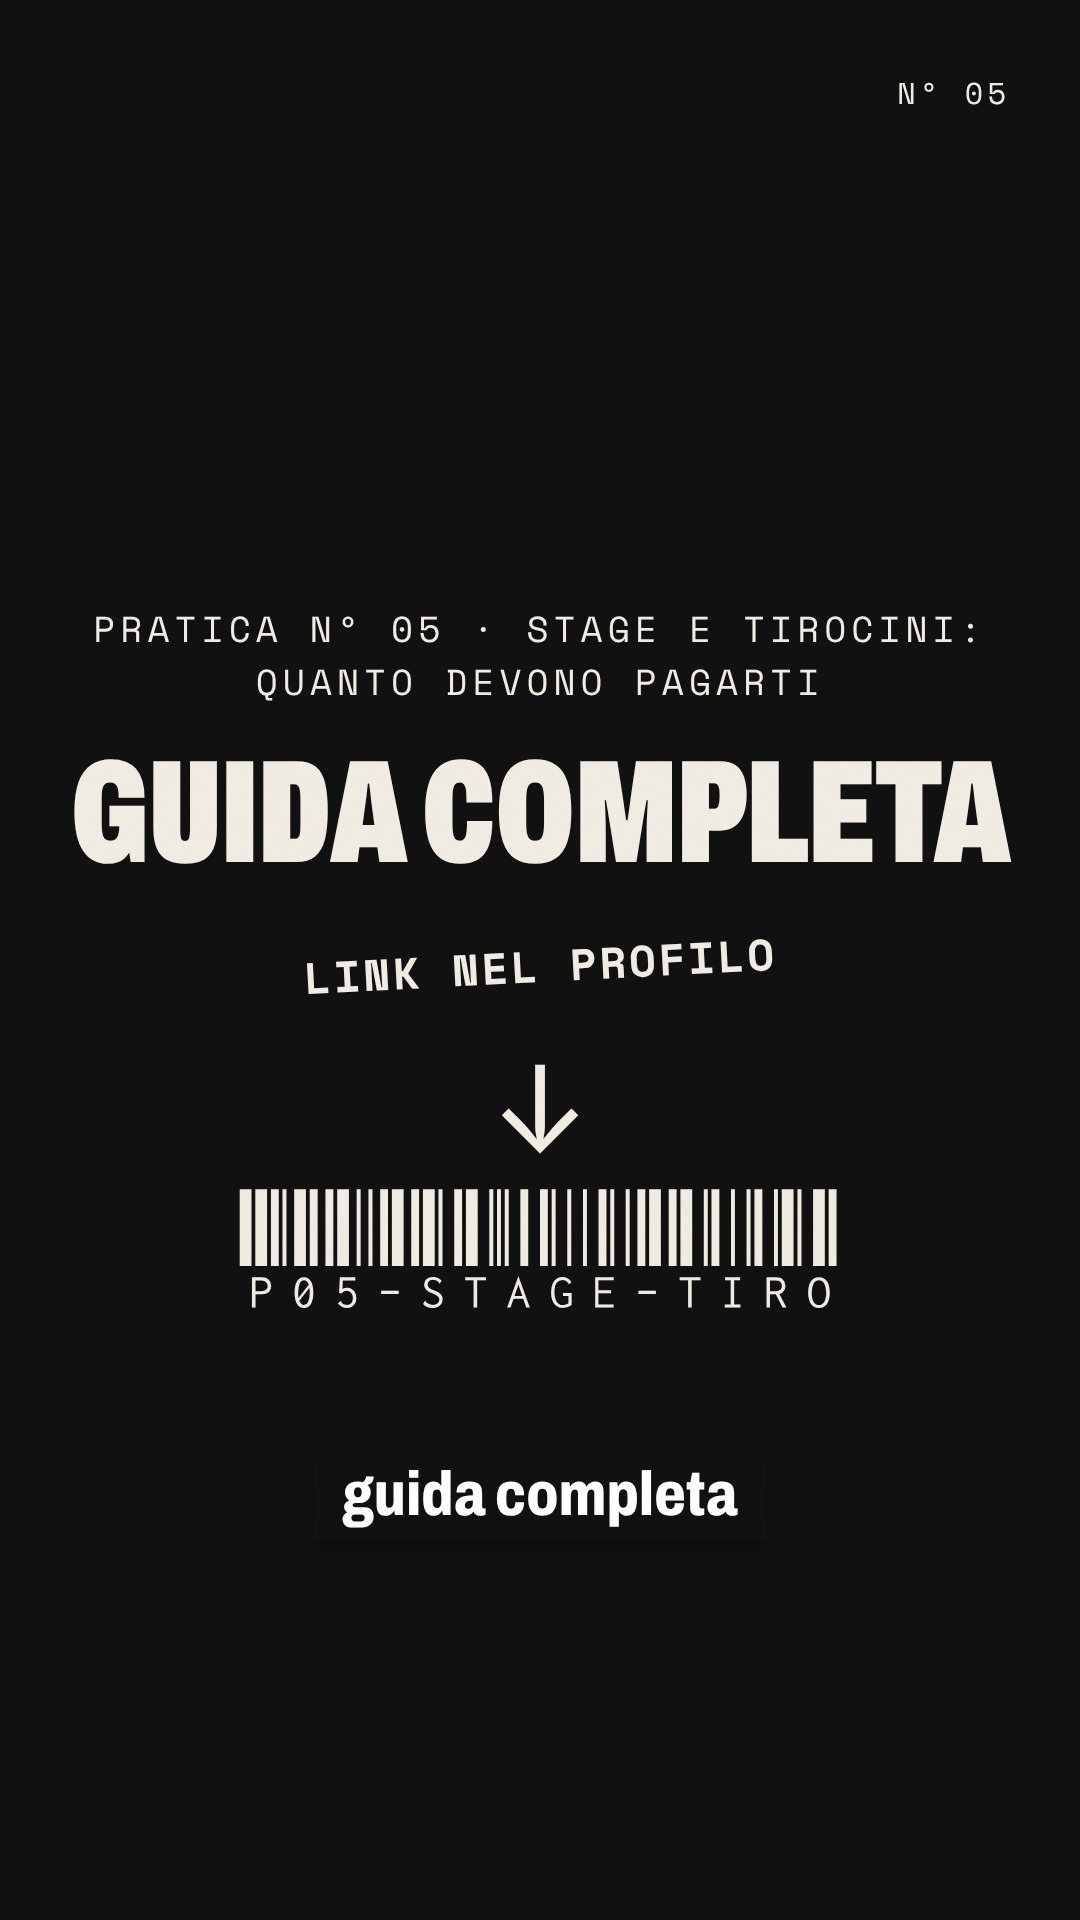 N° 05
PRATICA N° 05 · STAGE E TIROCINI:
QUANTO DEVONO PAGARTI
GUIDA COMPLETA
LINK NEL PROFILO
↓
P05-STAGE-TIRO
guida completa